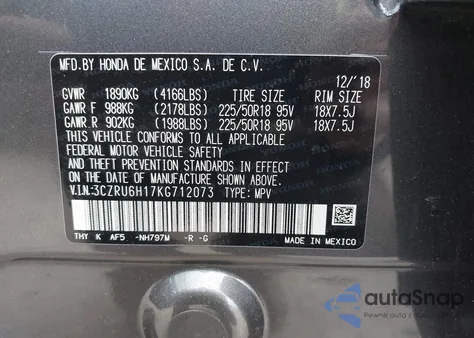 MFD.BY HONDA DE MEXICO S.A. DE C.V.
12/'18
GVWR 1890KG (4166LBS) TIRE SIZE RIM SIZE
GAWR F 988KG (2178LBS) 225/50R18 95V 18X7.5J
GAWR R 902KG (1988LBS) 225/50R18 95V 18X7.5J
THIS VEHICLE CONFORMS TO ALL APPLICABLE
FEDERAL MOTOR VEHICLE SAFETY, BUMPER,
AND THEFT PREVENTION STANDARDS IN EFFECT
ON THE DATE OF MANUFACTURE SHOWN ABOVE.
V.I.N:3CZRU6H17KG712073 TYPE: MPV
THY K AF5 -NH797M -R -G MADE IN MEXICO
autaSnap